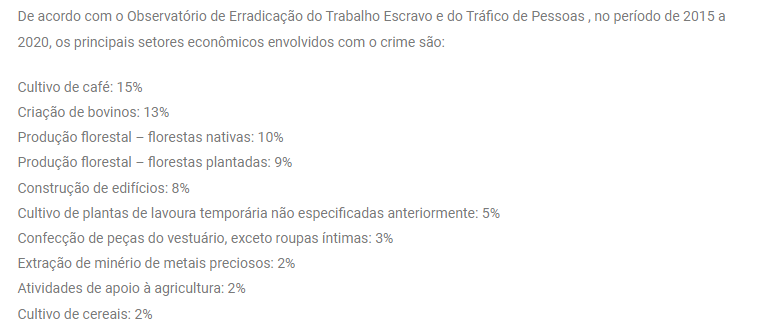 De acordo com o Observatório de Erradicação do Trabalho Escravo e do Tráfico de Pessoas , no período de 2015 a
2020, os principais setores econômicos envolvidos com o crime são:
Cultivo de café: 15%
Criação de bovinos: 13%
Produção florestal – florestas nativas: 10%
Produção florestal – florestas plantadas: 9%
Construção de edifícios: 8%
Cultivo de plantas de lavoura temporária não especificadas anteriormente: 5%
Confecção de peças do vestuário, exceto roupas íntimas: 3%
Extração de minério de metais preciosos: 2%
Atividades de apoio à agricultura: 2%
Cultivo de cereais: 2%